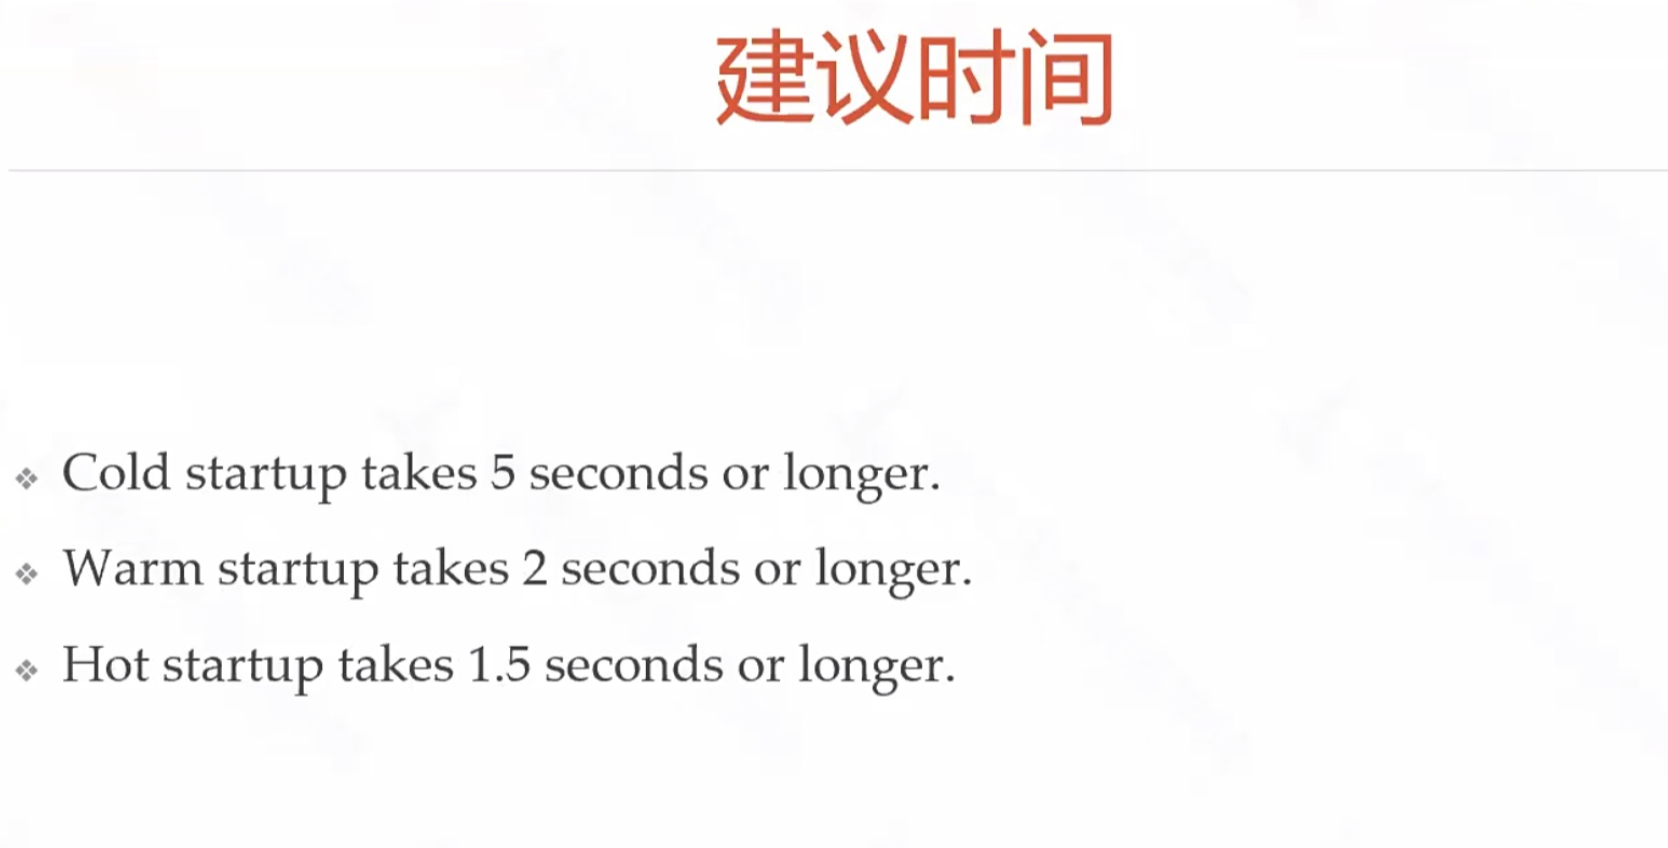 建议时间
❖ Cold startup takes 5 seconds or longer.
❖ Warm startup takes 2 seconds or longer.
❖ Hot startup takes 1.5 seconds or longer.